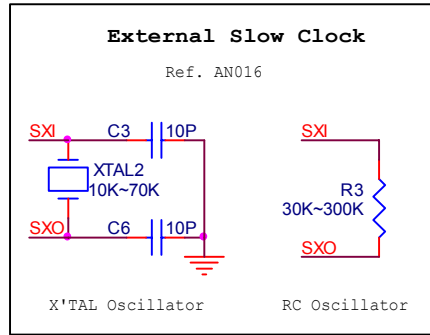 External Slow Clock
Ref. AN016
SXI C3 10P SXI
XTAL2
10K~70K
R3
30K~300K
SXO C6 10P SXO
X'TAL Oscillator RC Oscillator